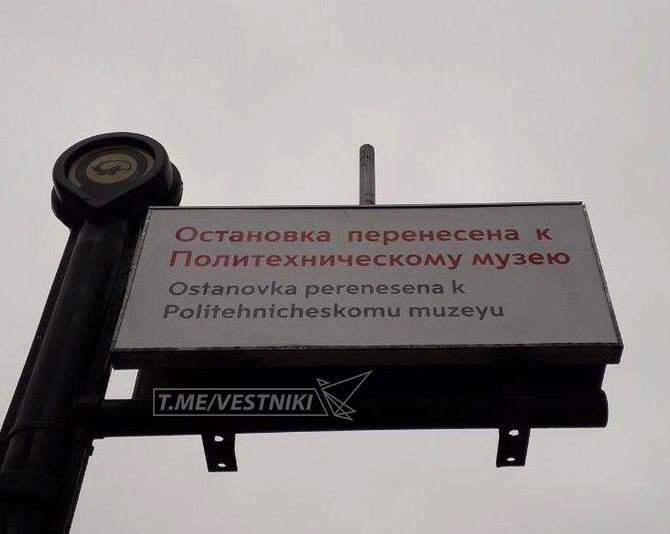 Остановка перенесена к
Политехническому музею
Ostanovka perenesena k
Politehnicheskomu muzeyu
T.ME/VESTNIKI